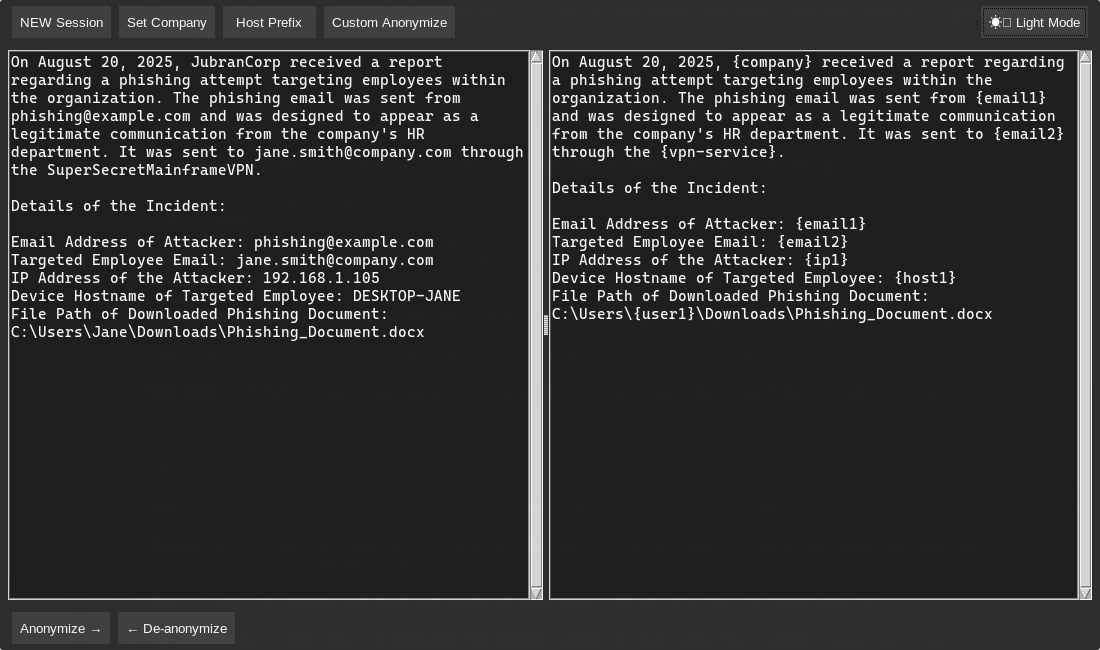 NEW Session
Set Company
Host Prefix
Custom Anonymize
Light Mode
On August 20, 2025, JubranCorp received a report
regarding a phishing attempt targeting employees within
the organization. The phishing email was sent from
phishing@example.com and was designed to appear as a
legitimate communication from the company's HR
department. It was sent to jane.smith@company.com through
the SuperSecretMainframeVPN.
Details of the Incident:
Email Address of Attacker: phishing@example.com
Targeted Employee Email: jane.smith@company.com
IP Address of the Attacker: 192.168.1.105
Device Hostname of Targeted Employee: DESKTOP-JANE
File Path of Downloaded Phishing Document:
C:\Users\Jane\Downloads\Phishing_Document.docx
On August 20, 2025, {company} received a report regarding
a phishing attempt targeting employees within the
organization. The phishing email was sent from {email1}
and was designed to appear as a legitimate communication
from the company's HR department. It was sent to {email2}
through the {vpn-service}.
Details of the Incident:
Email Address of Attacker: {email1}
Targeted Employee Email: {email2}
IP Address of the Attacker: {ip1}
Device Hostname of Targeted Employee: {host1}
File Path of Downloaded Phishing Document:
C:\Users\{user1}\Downloads\Phishing_Document.docx
Anonymize →
← De-anonymize